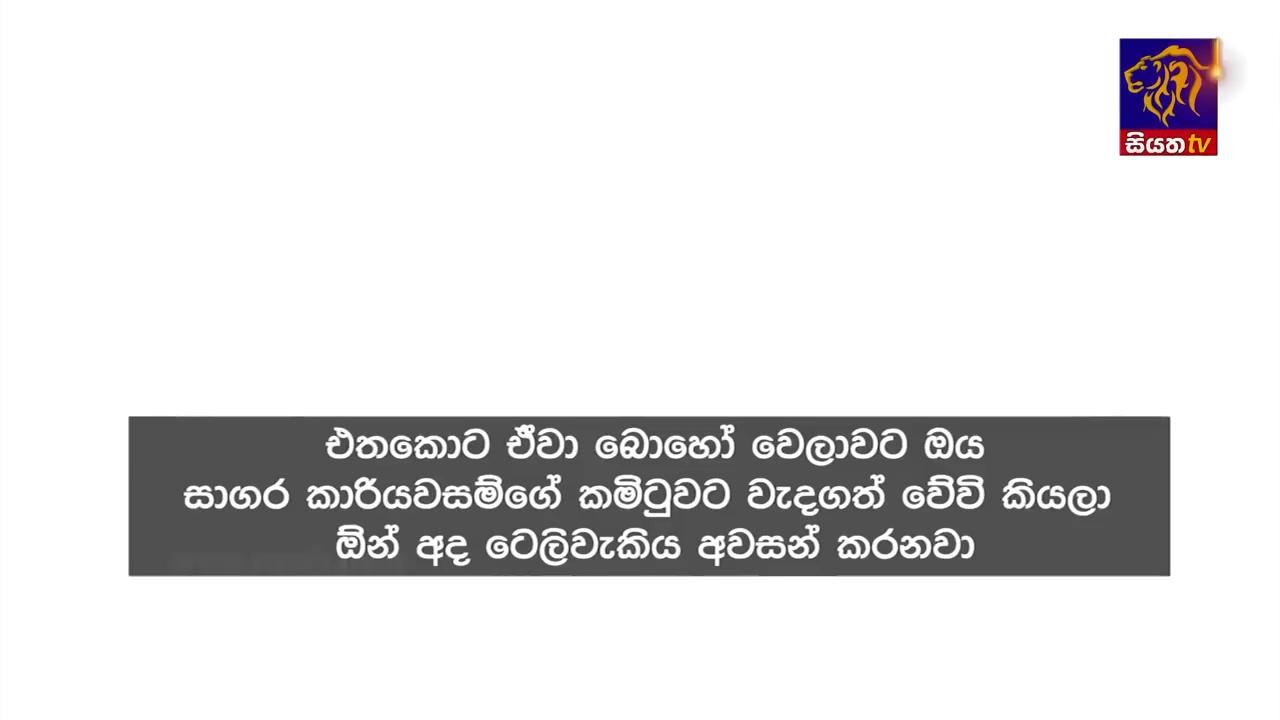 සියත tv
එතකොට ඒවා බොහෝ වෙලාවට ඔය
සාගර කාරියවසම්ගේ කමිටුවට වැදගත් වේවි කියලා
ඕන් අද ටෙලිවැකිය අවසන් කරනවා